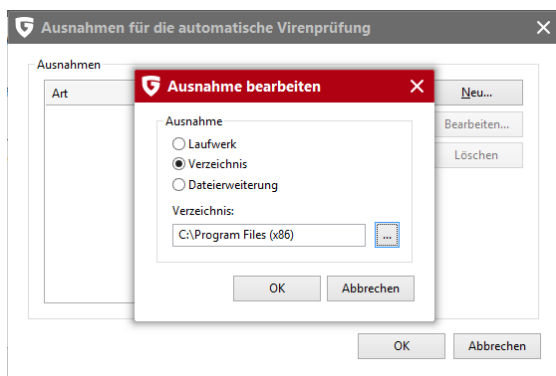 Ausnahmen für die automatische Virenprüfung
Ausnahmen
Art
Neu...
Bearbeiten...
Löschen
Ausnahme bearbeiten
Ausnahme
Laufwerk
Verzeichnis
Dateierweiterung
Verzeichnis:
C:\Program Files (x86)
...
OK
Abbrechen
OK
Abbrechen